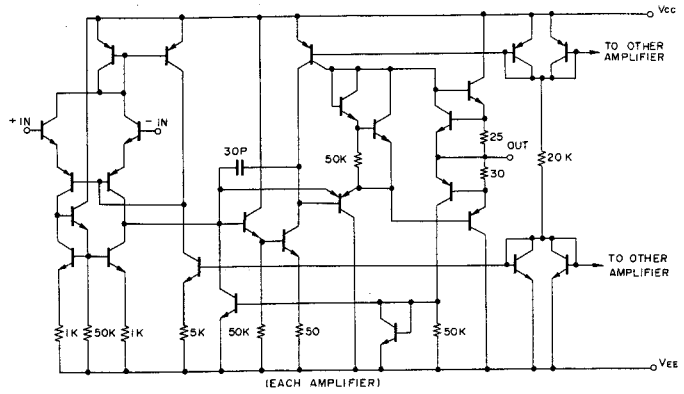 Vcc
TO OTHER
AMPLIFIER
+IN
-IN
25
OUT
30P
50K
30
20K
TO OTHER
AMPLIFIER
1K
50K
1K
5K
50K
50
50K
VEE
(EACH AMPLIFIER)